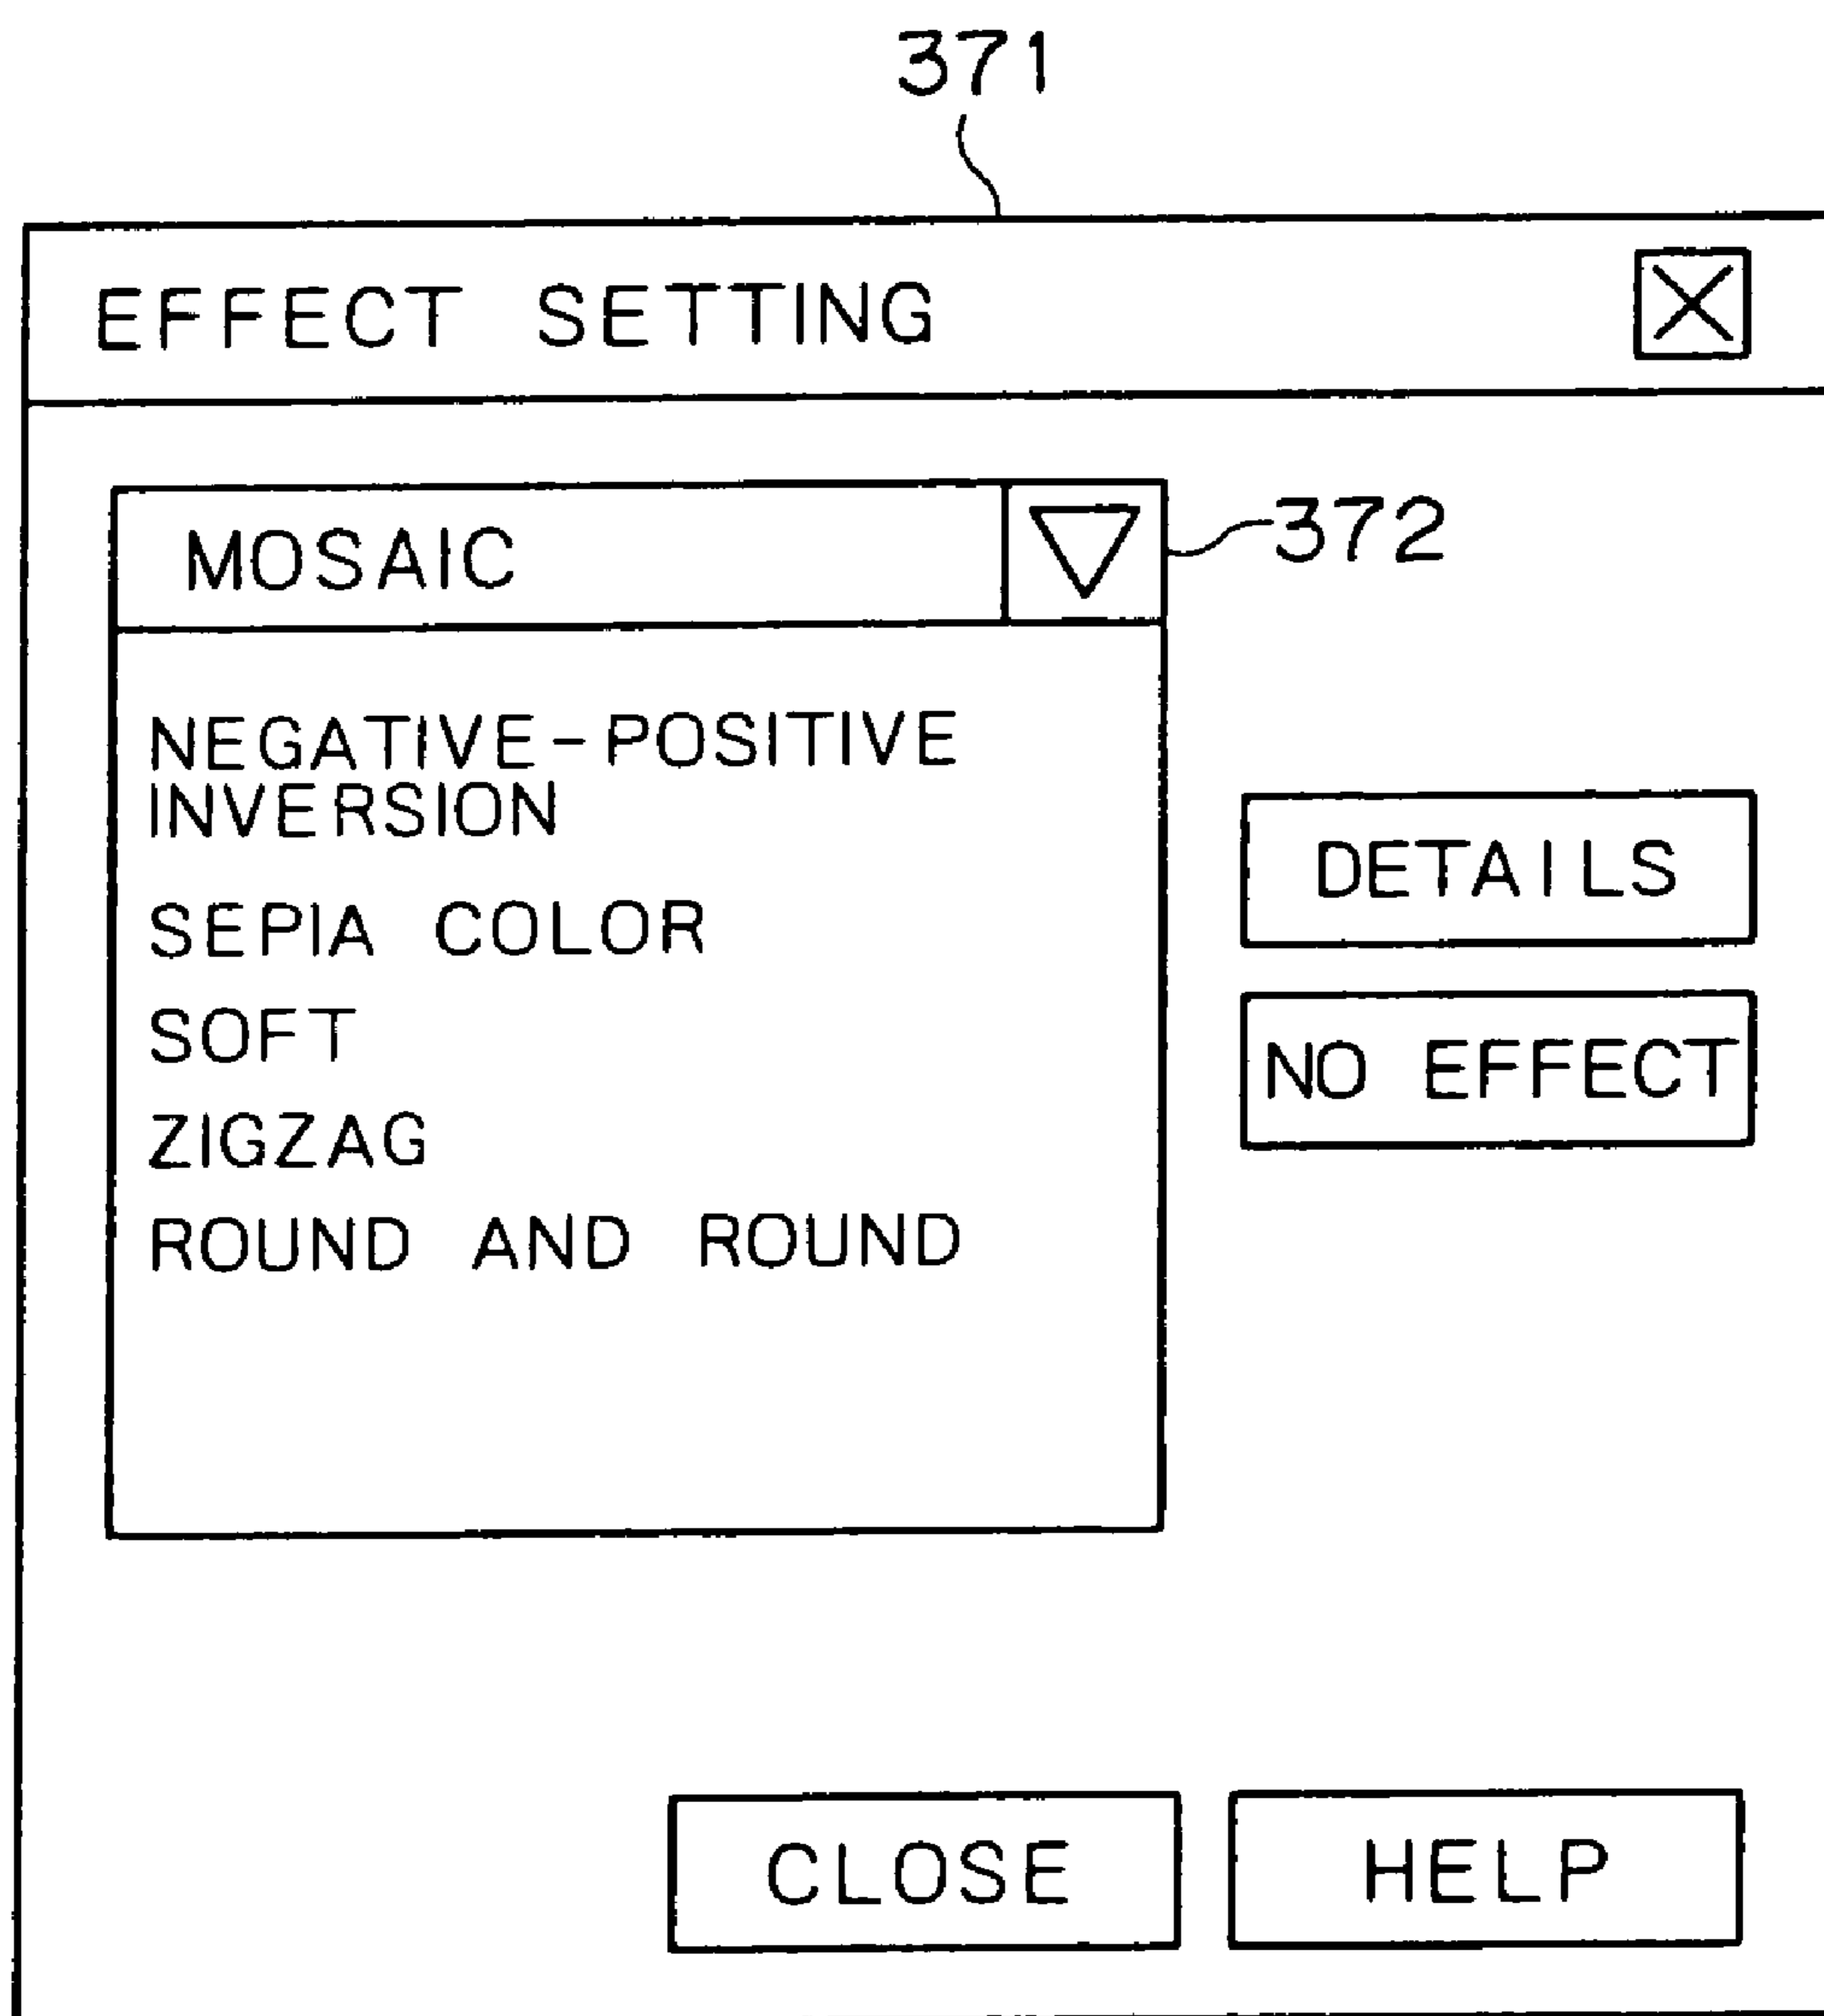 371
EFFECT SETTING
MOSAIC
372
NEGATIVE-POSITIVE
INVERSION
SEPIA COLOR
SOFT
ZIGZAG
ROUND AND ROUND
DETAILS
NO EFFECT
CLOSE
HELP